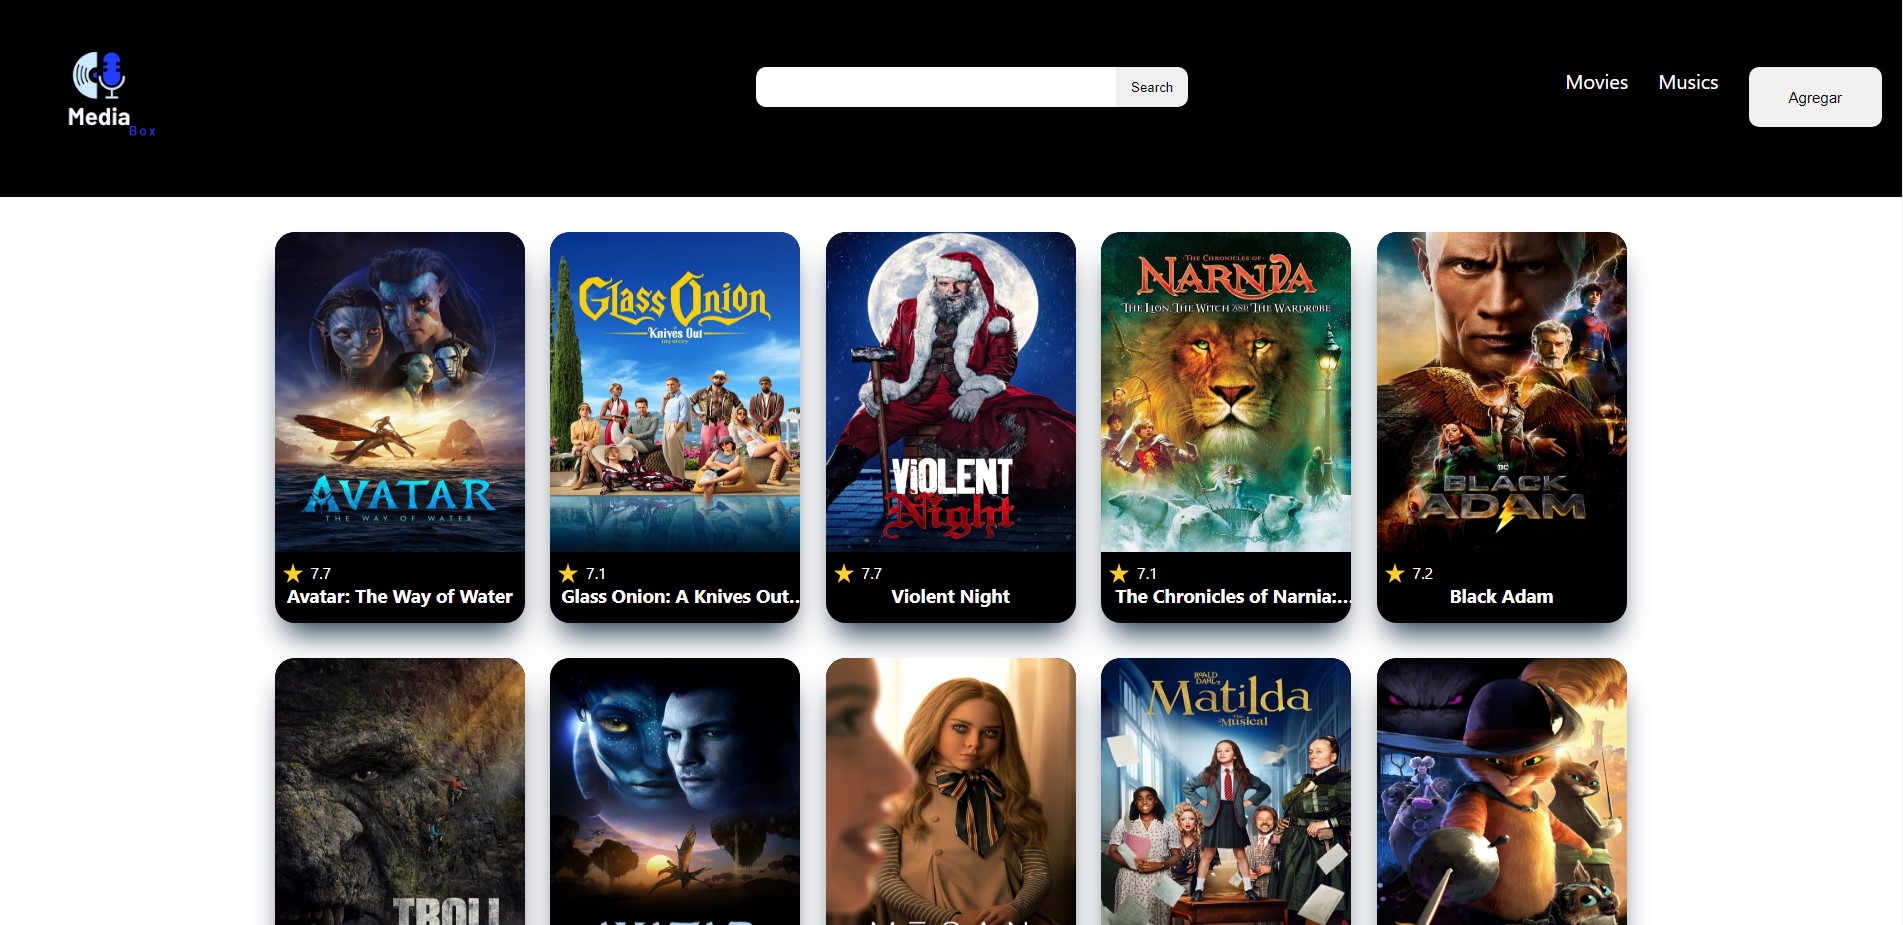 Media
Box
Search
Movies
Musics
Agregar
AVATAR
THE WAY OF WATER
7.7
Avatar: The Way of Water
Glass Onion
A
Knives Out
mystery
7.1
Glass Onion: A Knives Out...
VIOLENT
Night
7.7
Violent Night
THE CHRONICLES OF
NARNIA
THE LION, THE WITCH AND THE WARDROBE
7.1
The Chronicles of Narnia:...
DC
BLACK
ADAM
7.2
Black Adam
TROLL
AVATAR
M3GAN
ROALD
DAHL'S
Matilda
The
Musical